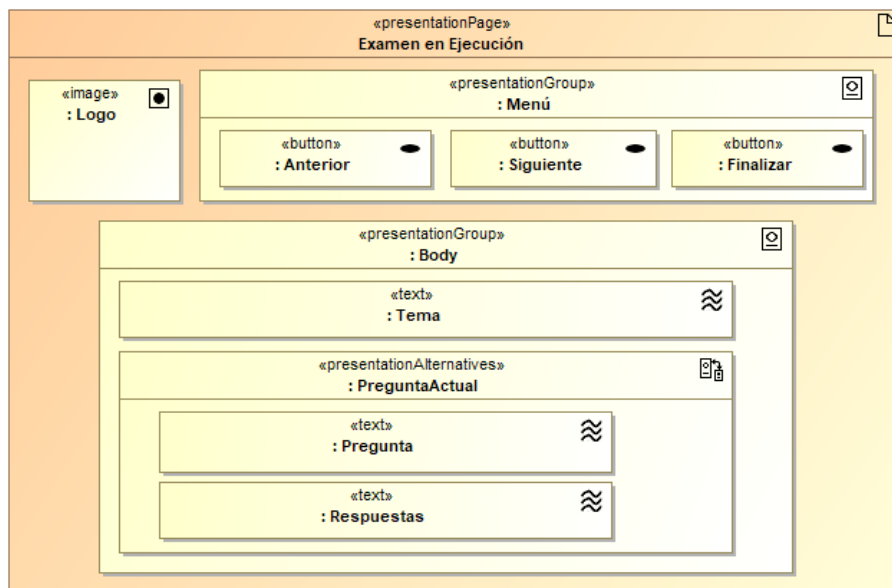 «presentationPage»
Examen en Ejecución
«image»
: Logo
«presentationGroup»
: Menú
«button»
: Anterior
«button»
: Siguiente
«button»
: Finalizar
«presentationGroup»
: Body
«text»
: Tema
«presentationAlternatives»
: PreguntaActual
«text»
: Pregunta
«text»
: Respuestas